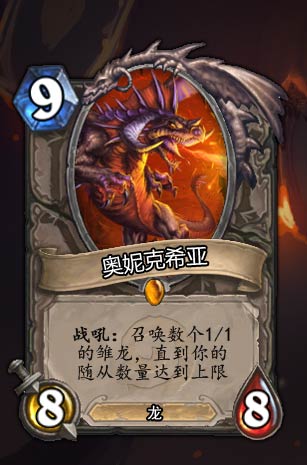 9
奥妮克希亚
战吼：召唤数个1/1
的雏龙，直到你的
随从数量达到上限
8
龙
8